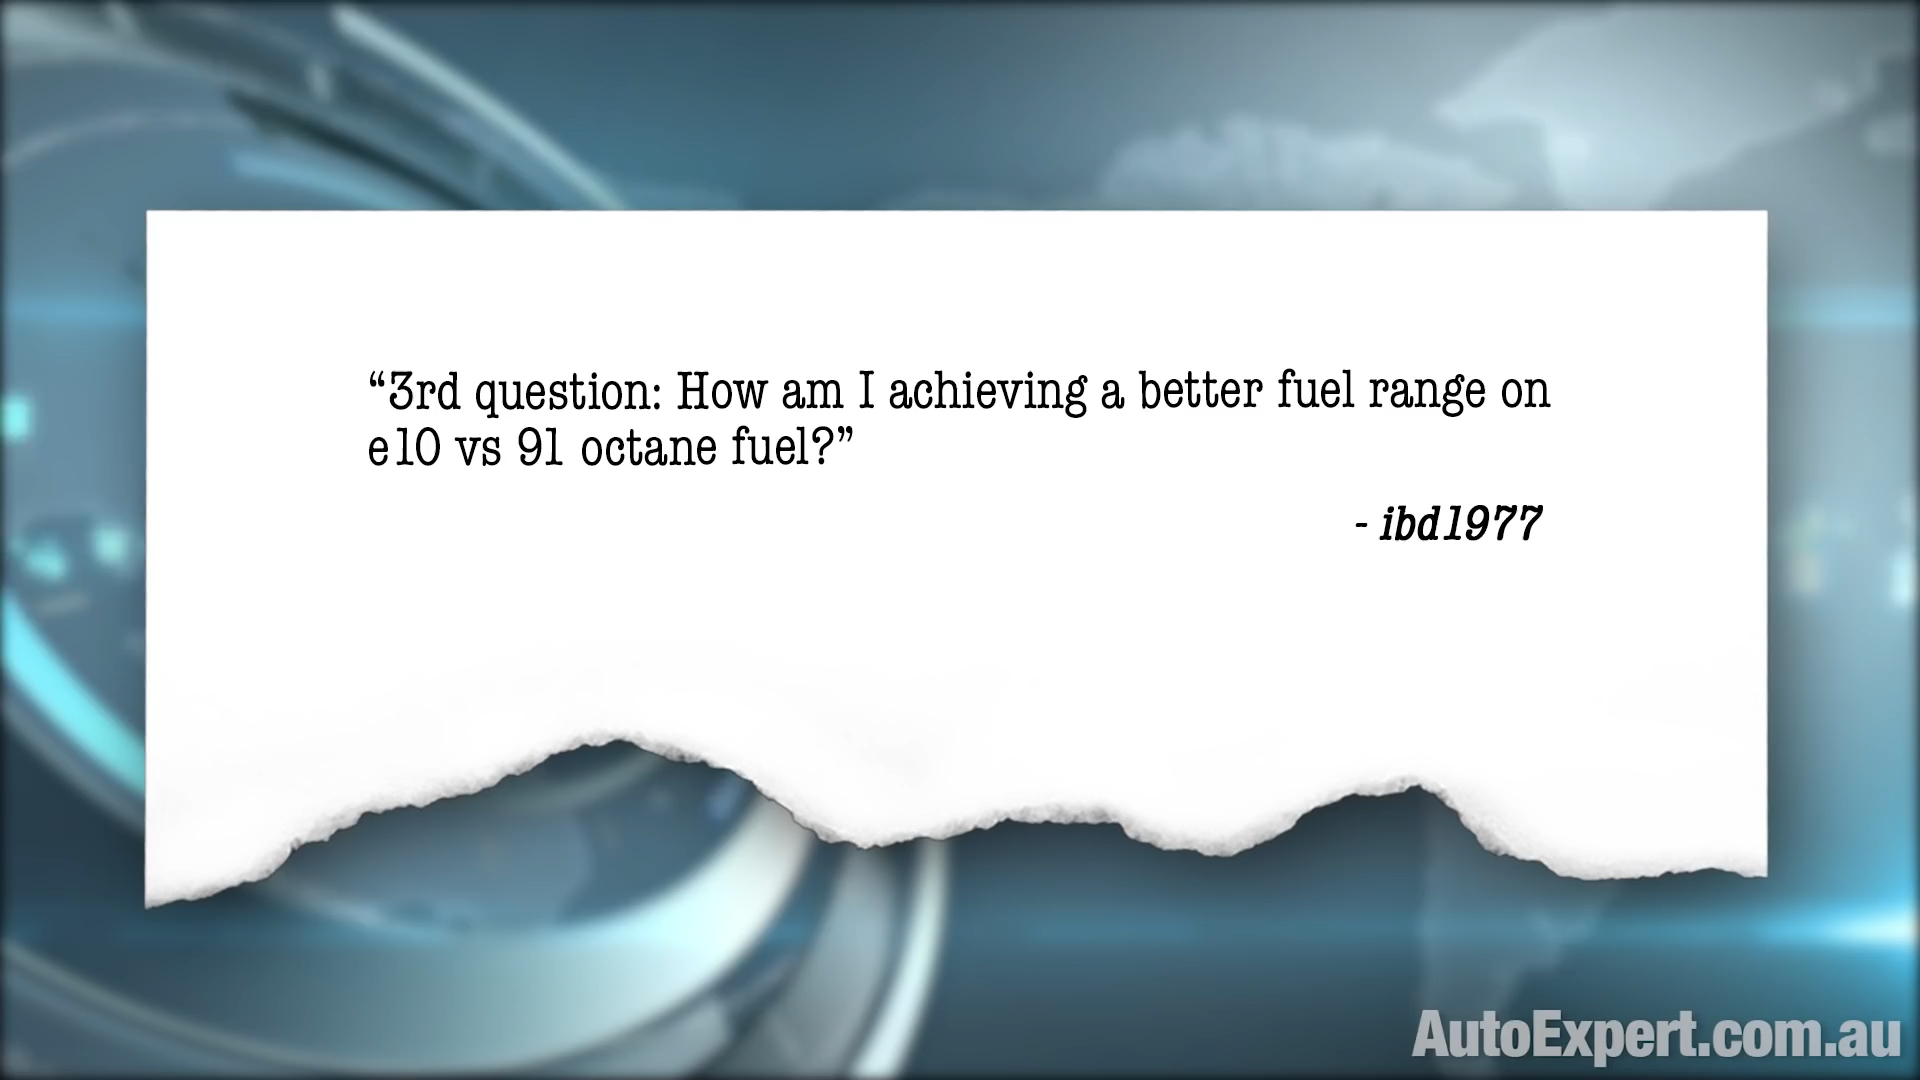 “3rd question: How am I achieving a better fuel range on
e10 vs 91 octane fuel?”
- ibd1977
AutoExpert.com.au